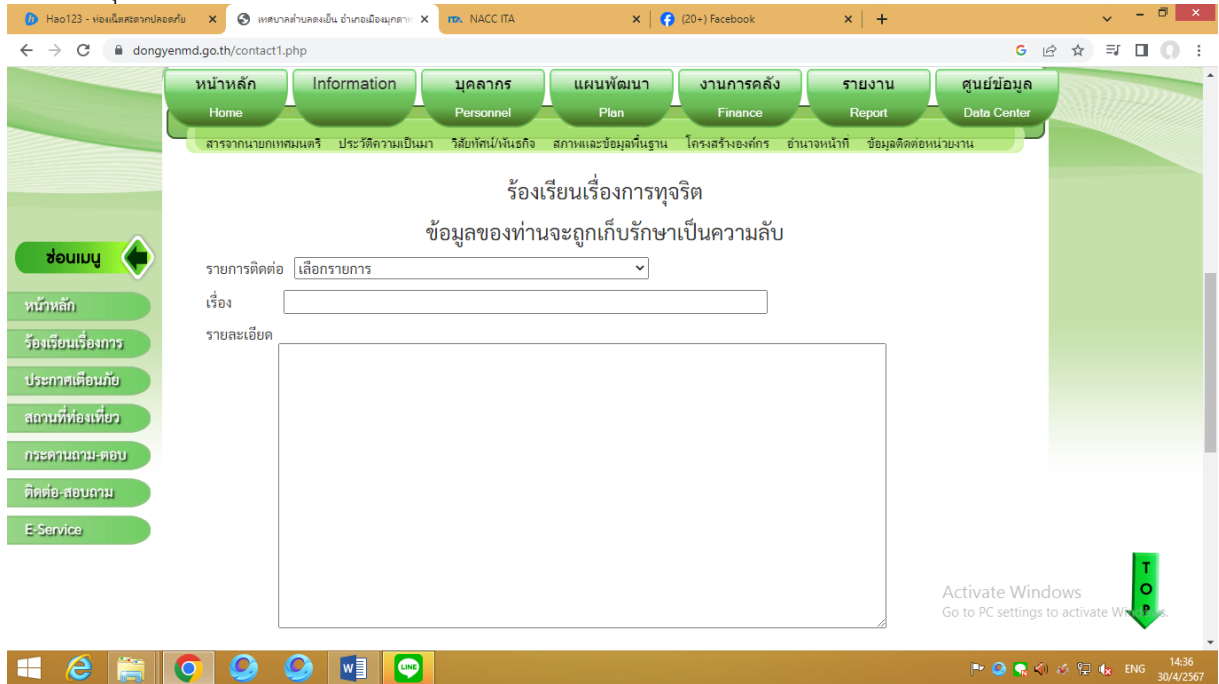 Hao123 - ท่องเน็ตสะดวกปลอดภัย
เทศบาลตำบลดงเย็น อำเภอเมืองมุกดาห
ITA NACC ITA
(20+) Facebook
dongyenmd.go.th/contact1.php
หน้าหลัก Information บุคลากร แผนพัฒนา งานการคลัง รายงาน ศูนย์ข้อมูล
Home Personnel Plan Finance Report Data Center
สารจากนายกเทศมนตรี ประวัติความเป็นมา วิสัยทัศน์/พันธกิจ สภาพและข้อมูลพื้นฐาน โครงสร้างองค์กร อำนาจหน้าที่ ข้อมูลติดต่อหน่วยงาน
ร้องเรียนเรื่องการทุจริต
ข้อมูลของท่านจะถูกเก็บรักษาเป็นความลับ
ซ่อนเมนู
รายการติดต่อ เลือกรายการ
เรื่อง
รายละเอียด
หน้าหลัก
ร้องเรียนเรื่องการ
ประกาศเตือนภัย
สถานที่ท่องเที่ยว
กระดานถาม-ตอบ
ติดต่อ-สอบถาม
E-Service
TOP
Activate Windows
Go to PC settings to activate Windows.
W LINE
ENG 14:36
30/4/2567